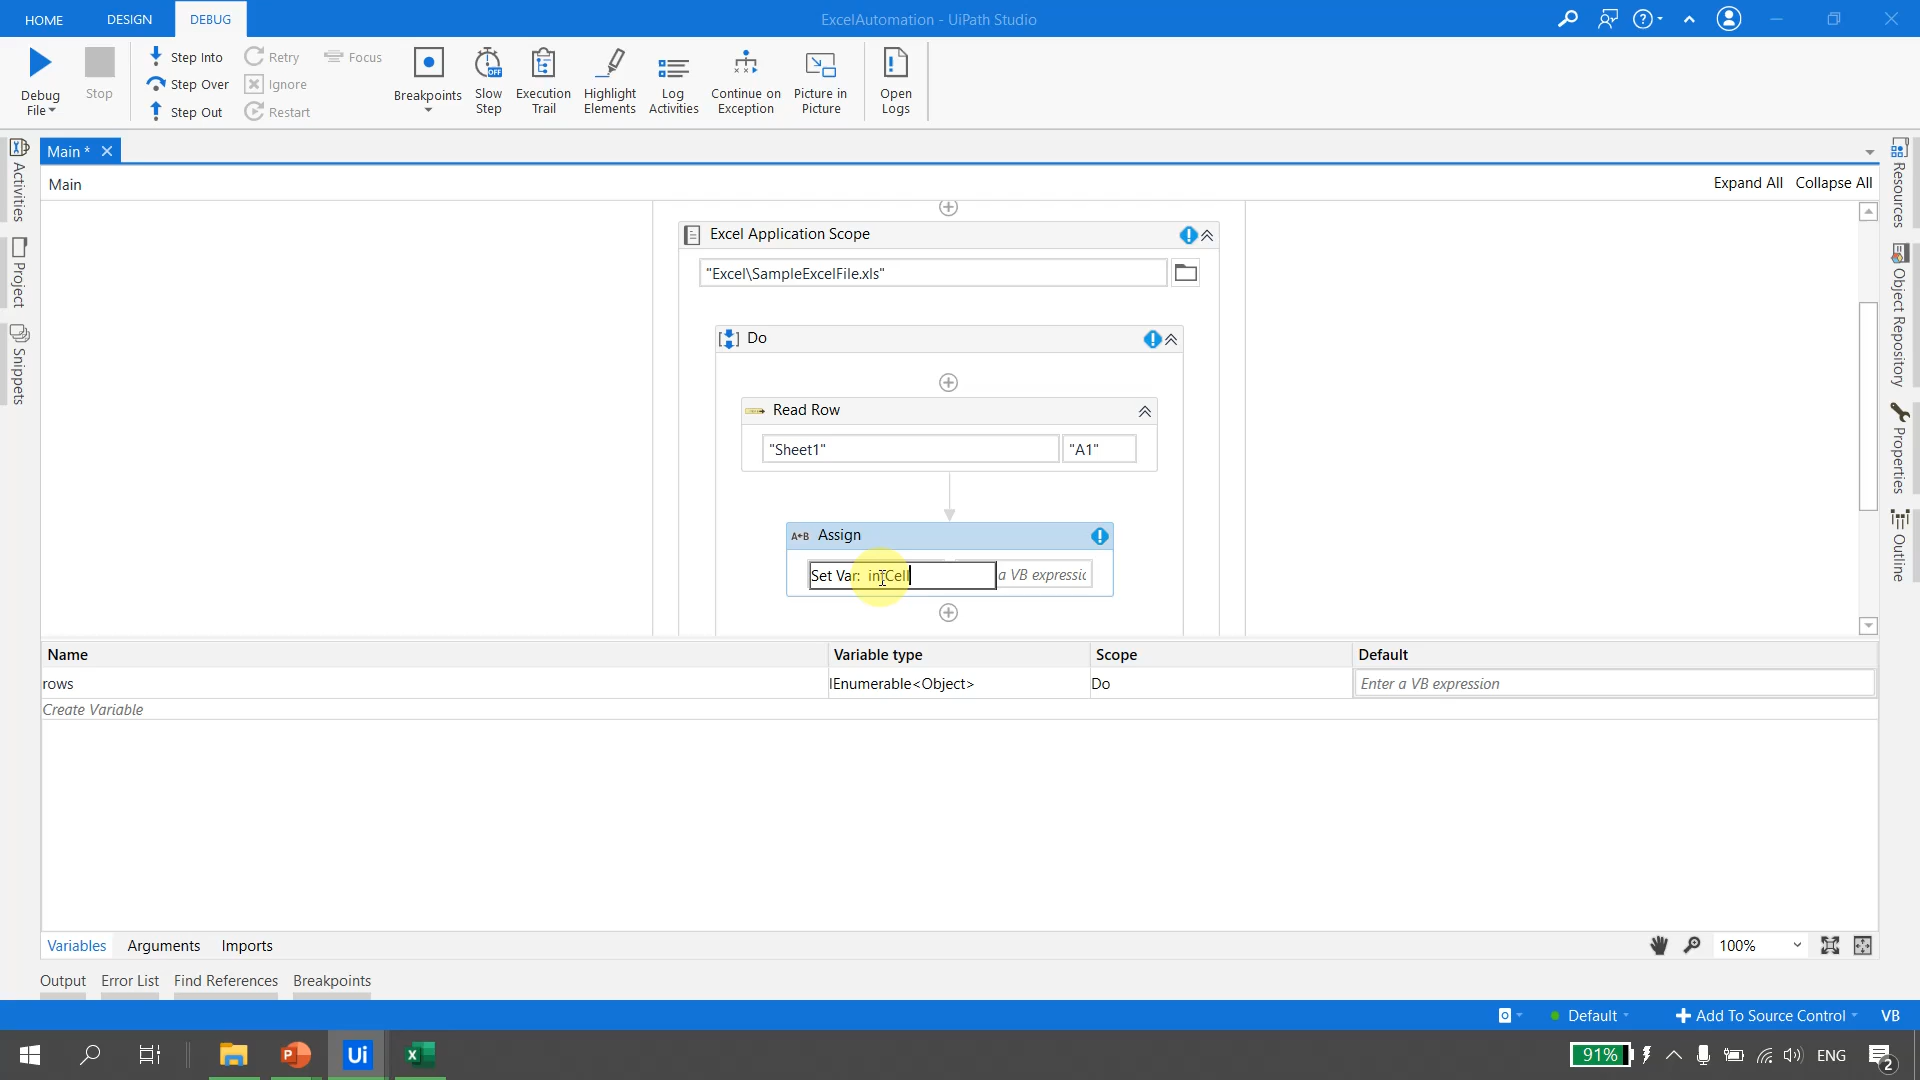 HOME
DESIGN
DEBUG
ExcelAutomation - UiPath Studio
Debug
File
Stop
Step Into
Step Over
Step Out
Retry
Ignore
Restart
Focus
Breakpoints
Slow
Step
Execution
Trail
Highlight
Elements
Log
Activities
Continue on
Exception
Picture in
Picture
Open
Logs
Activities
Project
Snippets
Main *
Main
Expand All
Collapse All
Resources
Object Repository
Properties
Outline
Excel Application Scope
"Excel\SampleExcelFile.xls"
Do
Read Row
"Sheet1"
"A1"
A+B Assign
Set Var: intCell
a VB expressic
Name
Variable type
Scope
Default
rows
IEnumerable<Object>
Do
Enter a VB expression
Create Variable
Variables
Arguments
Imports
100%
Output
Error List
Find References
Breakpoints
Default
Add To Source Control
VB
Ui
91%
ENG
2